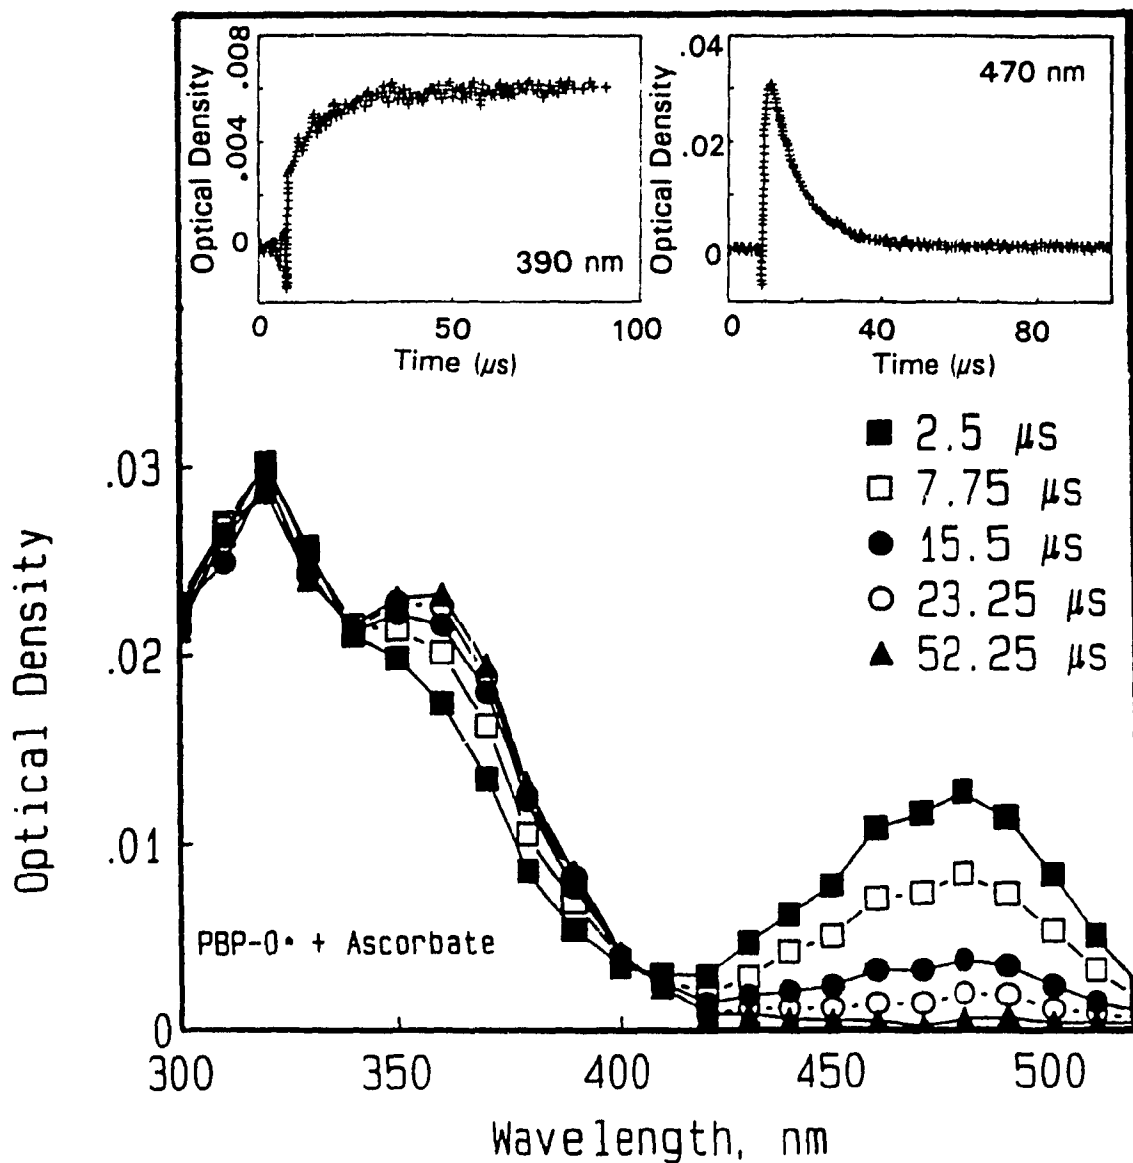 Optical Density
.008
.004
0
390 nm
0
50
100
Time (µs)
Optical Density
.04
.02
0
470 nm
0
40
80
Time (µs)
2.5 µs
7.75 µs
15.5 µs
23.25 µs
52.25 µs
Optical Density
.03
.02
.01
0
PBP-O• + Ascorbate
300
350
400
450
500
Wavelength, nm